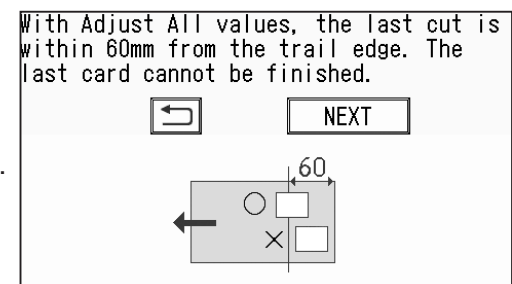 With Adjust All values, the last cut is
within 60mm from the trail edge. The
last card cannot be finished.
NEXT
60